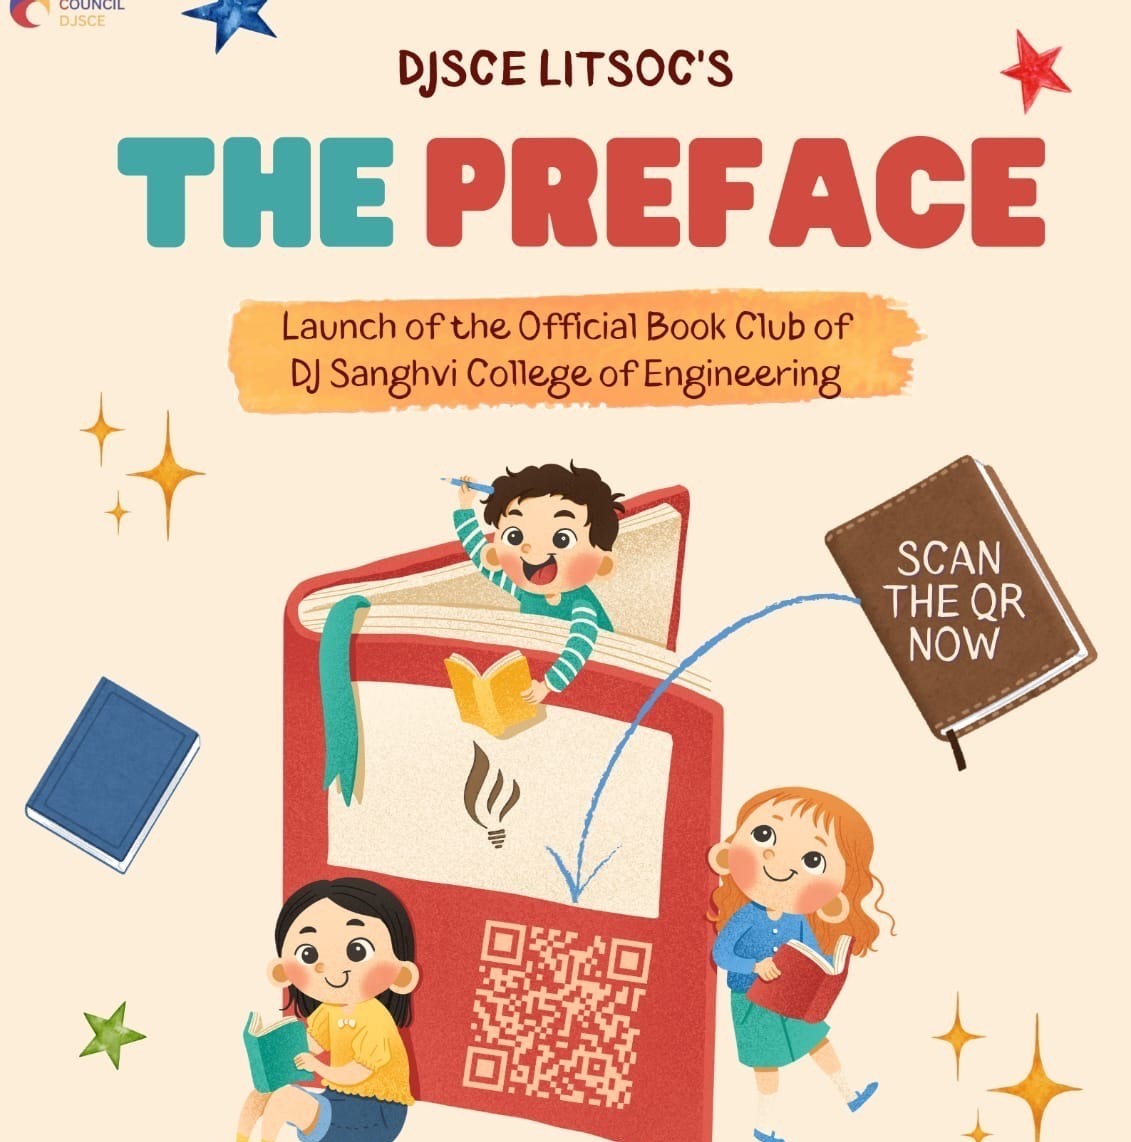 COUNCIL
DJSCE
DJSCE LITSOC'S
THE PREFACE
Launch of the Official Book Club of
DJ Sanghvi College of Engineering
SCAN
THE QR
NOW